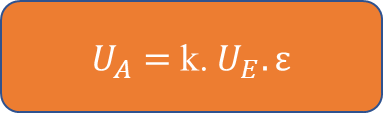 U_A = k. U_E. ε